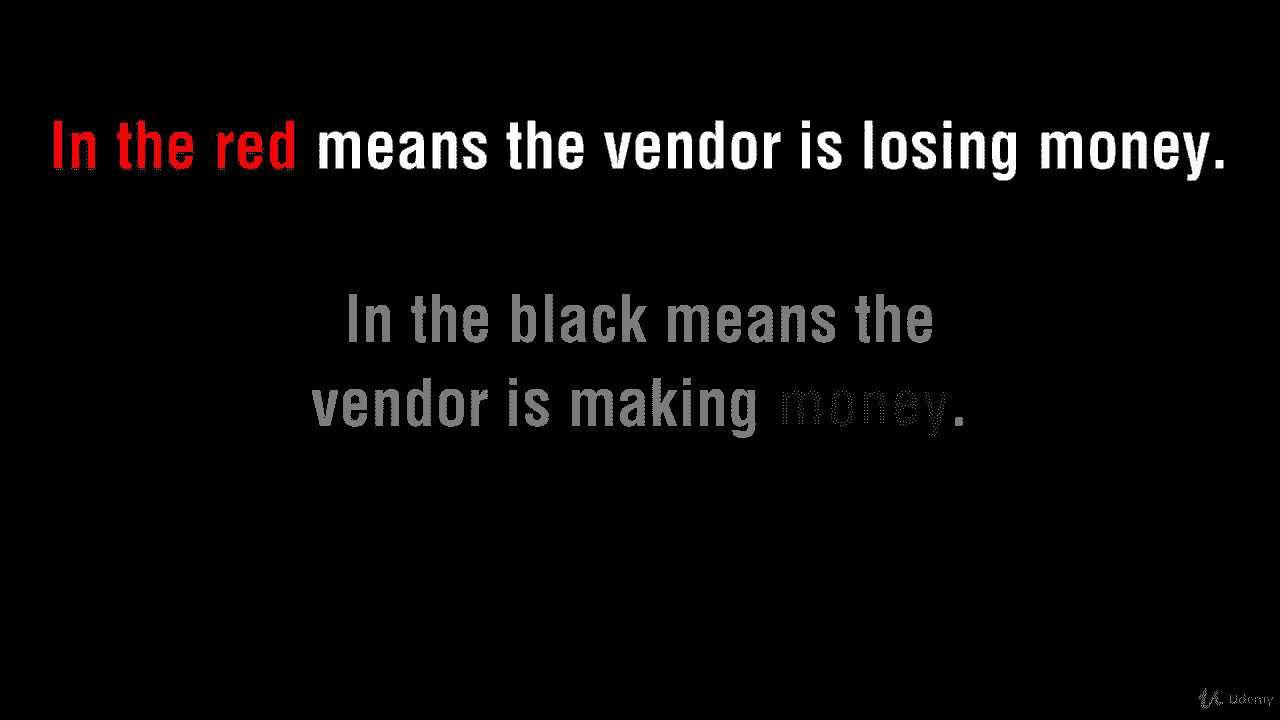 In the red means the vendor is losing money.
In the black means the
vendor is making money.
Udemy